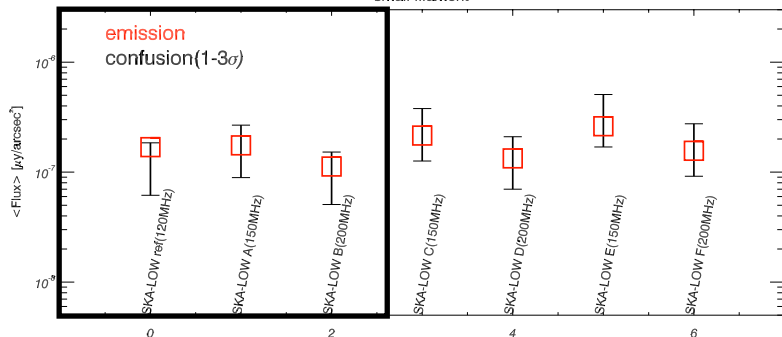 emission
confusion(1-3σ)
<Flux> [μy/arcsec²]
10⁻⁶
10⁻⁷
10⁻⁸
SKA-LOW ref(120MHz)
SKA-LOW A(150MHz)
SKA-LOW B(200MHz)
SKA-LOW C(150MHz)
SKA-LOW D(200MHz)
SKA-LOW E(150MHz)
SKA-LOW F(200MHz)
0
2
4
6